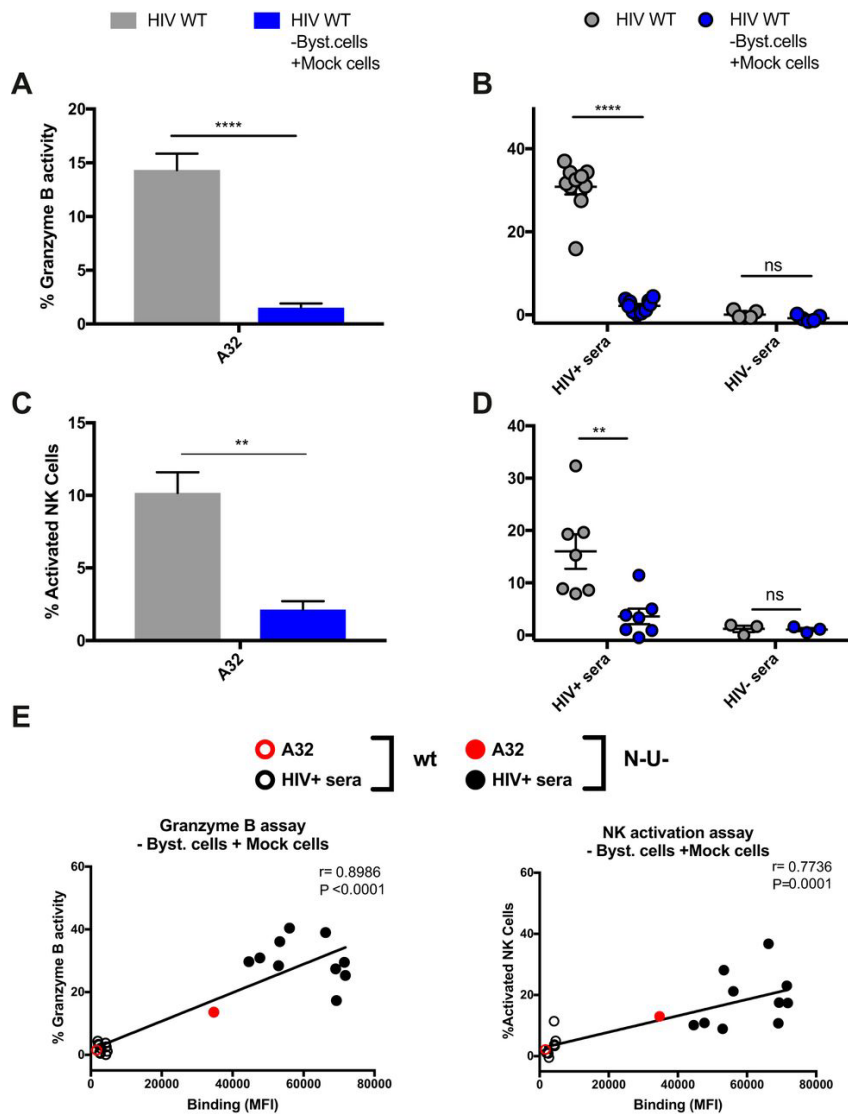 HIV WT
HIV WT
-Byst.cells
+Mock cells
HIV WT
HIV WT
-Byst.cells
+Mock cells
A
% Granzyme B activity
20
15
10
5
0
****
A32
B
40
20
0
****
ns
HIV+ sera
HIV- sera
C
% Activated NK Cells
15
10
5
0
**
A32
D
40
30
20
10
0
**
ns
HIV+ sera
HIV- sera
E
A32
HIV+ sera
wt
A32
HIV+ sera
N-U-
Granzyme B assay
- Byst. cells + Mock cells
r= 0.8986
P <0.0001
% Granzyme B activity
60
40
20
0
0 20000 40000 60000 80000
Binding (MFI)
NK activation assay
- Byst. cells +Mock cells
r= 0.7736
P=0.0001
%Activated NK Cells
60
40
20
0
0 20000 40000 60000 80000
Binding (MFI)